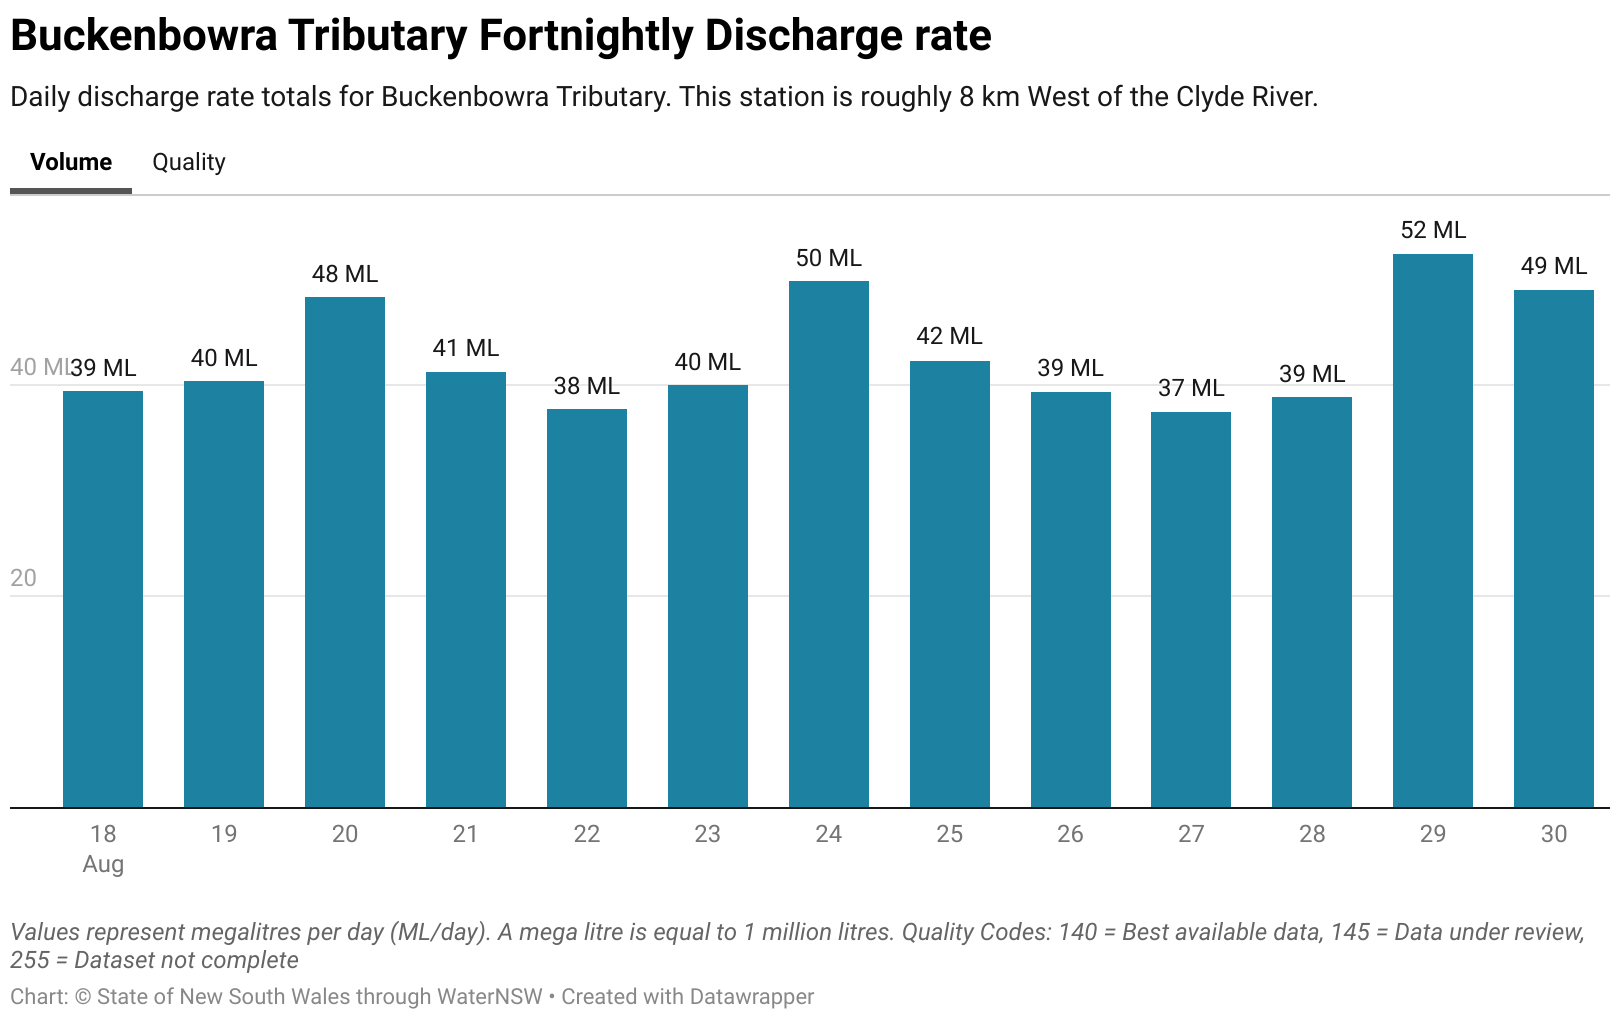 Buckenbowra Tributary Fortnightly Discharge rate
Daily discharge rate totals for Buckenbowra Tributary. This station is roughly 8 km West of the Clyde River.
Volume Quality
52 ML
50 ML
49 ML
48 ML
42 ML
41 ML
40 ML
40 ML 39 ML
40 ML
39 ML
39 ML
38 ML
37 ML
20
18 19 20 21 22 23 24 25 26 27 28 29 30
Aug
Values represent megalitres per day (ML/day). A mega litre is equal to 1 million litres. Quality Codes: 140 = Best available data, 145 = Data under review,
255 = Dataset not complete
Chart: © State of New South Wales through WaterNSW • Created with Datawrapper